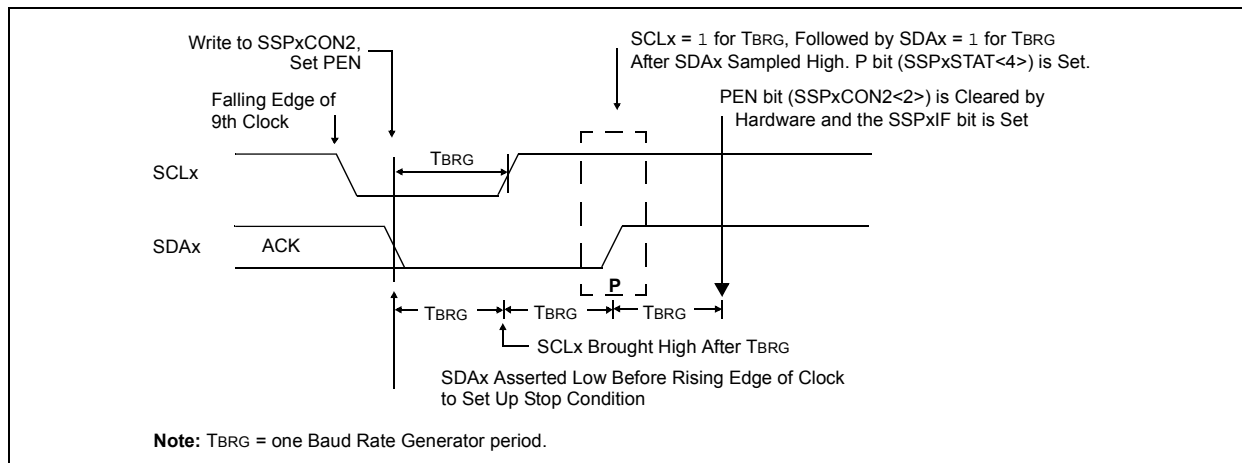 Write to SSPxCON2,
Set PEN
SCLx = 1 for TBRG, Followed by SDAx = 1 for TBRG
After SDAx Sampled High. P bit (SSPxSTAT<4>) is Set.
Falling Edge of
9th Clock
PEN bit (SSPxCON2<2>) is Cleared by
Hardware and the SSPxIF bit is Set
SCLx
TBRG
SDAx
ACK
P
TBRG
TBRG
TBRG
SCLx Brought High After TBRG
SDAx Asserted Low Before Rising Edge of Clock
to Set Up Stop Condition
Note: TBRG = one Baud Rate Generator period.